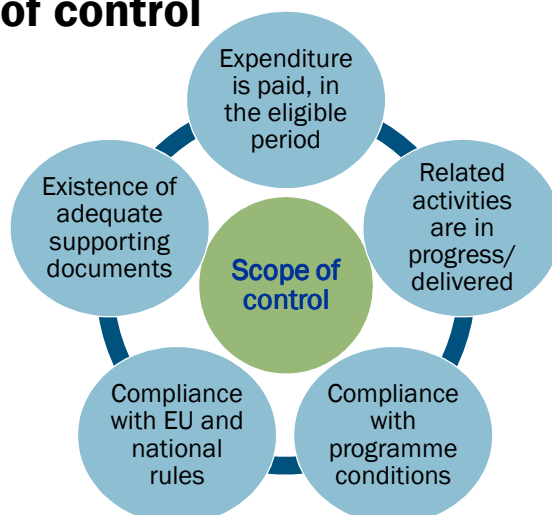 of control
Expenditure
is paid, in
the eligible
period
Related
activities
are in
progress/
delivered
Compliance
with
programme
conditions
Compliance
with EU and
national
rules
Existence of
adequate
supporting
documents
Scope of
control